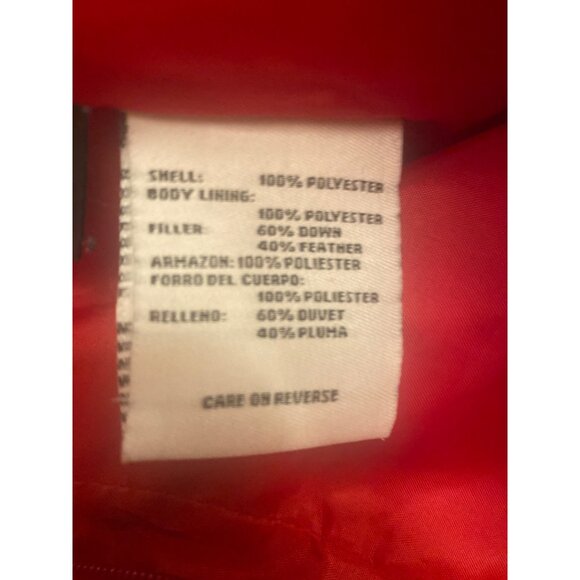 SHELL: 100% POLYESTER
BODY LINING:
100% POLYESTER
FILLER: 60% DOWN
40% FEATHER
ARMAZON: 100% POLIESTER
FORRO DEL CUERPO:
100% POLIESTER
RELLENO: 60% DUVET
40% PLUMA
CARE ON REVERSE